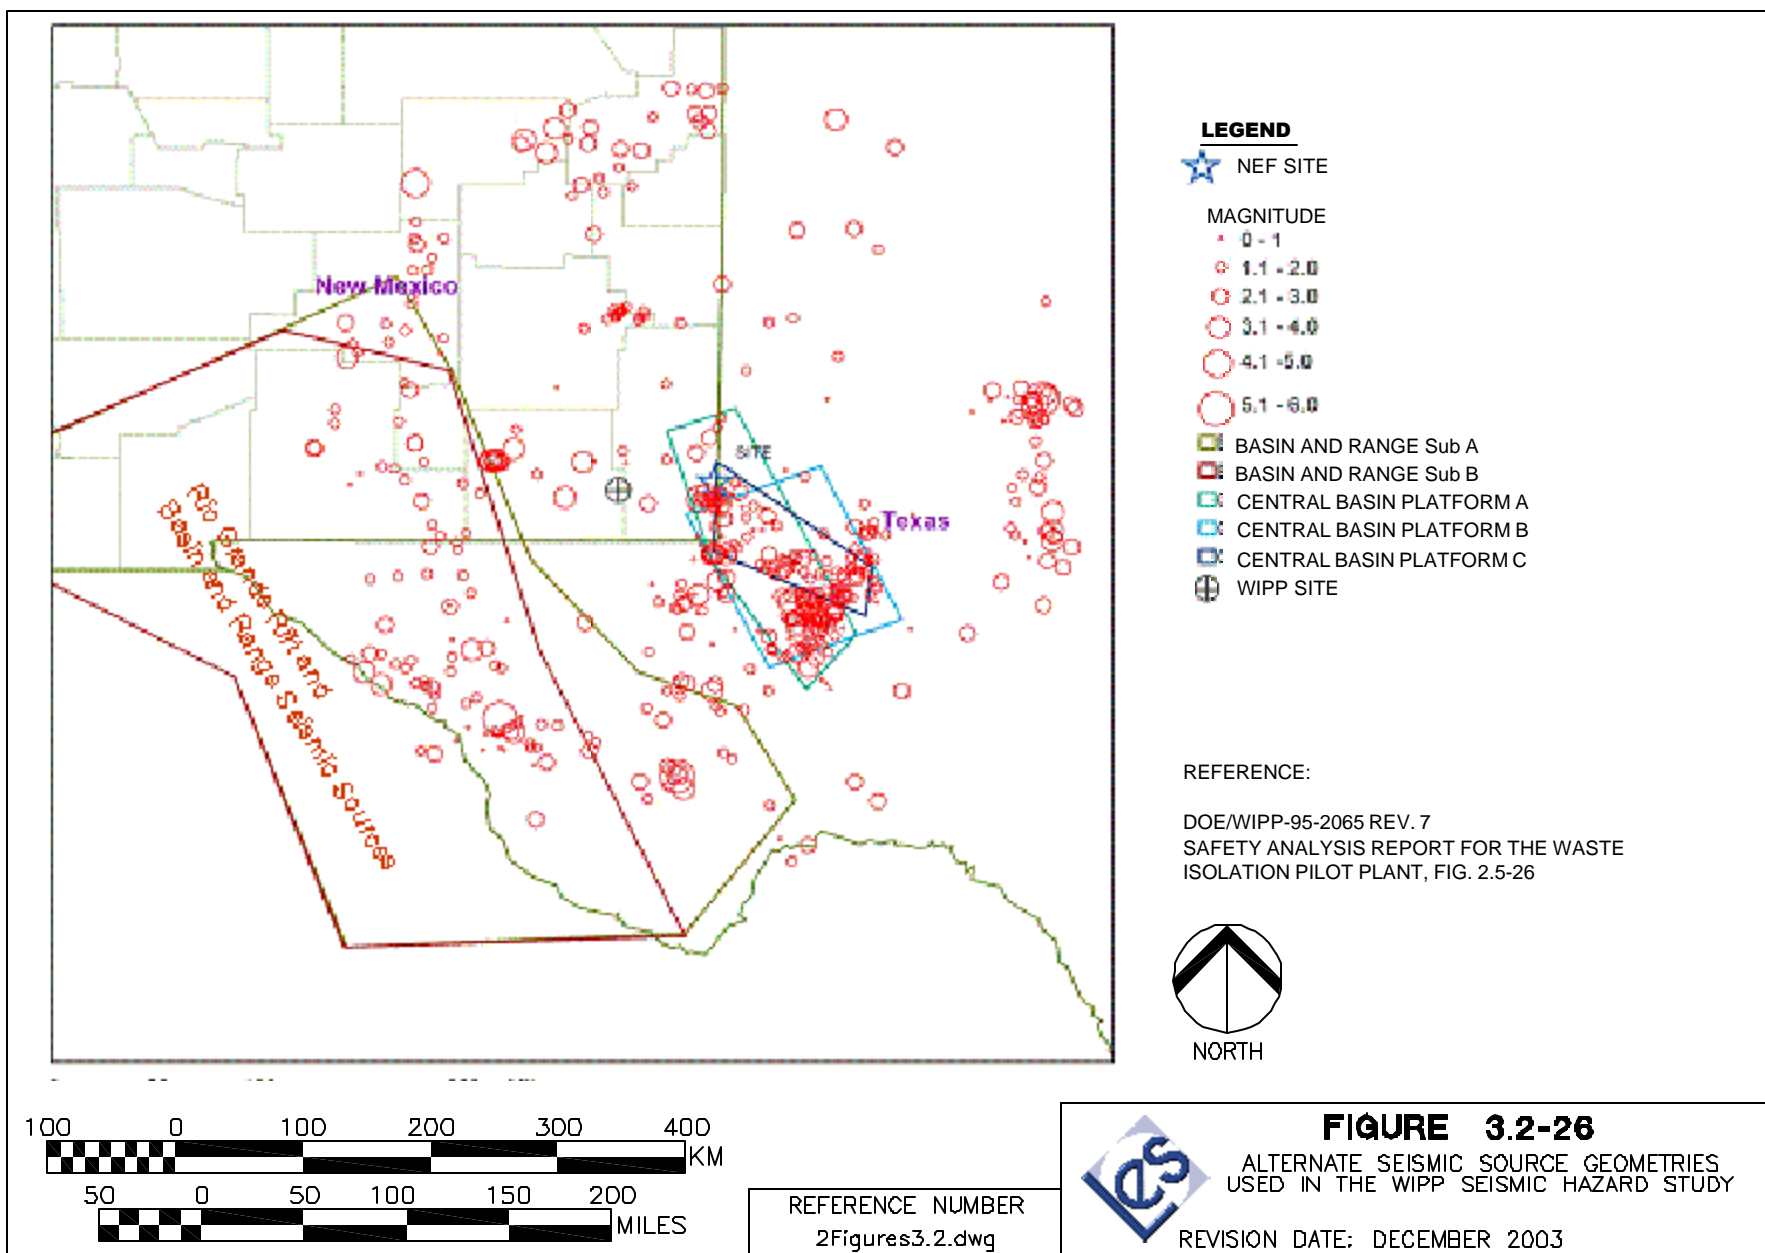 New Mexico
SITE
Texas
Rio Grande Rift and
Basin and Range Seismic Sources
LEGEND
NEF SITE
MAGNITUDE
0 - 1
1.1 - 2.0
2.1 - 3.0
3.1 - 4.0
4.1 -5.0
5.1 - 6.0
BASIN AND RANGE Sub A
BASIN AND RANGE Sub B
CENTRAL BASIN PLATFORM A
CENTRAL BASIN PLATFORM B
CENTRAL BASIN PLATFORM C
WIPP SITE
REFERENCE:
DOE/WIPP-95-2065 REV. 7
SAFETY ANALYSIS REPORT FOR THE WASTE
ISOLATION PILOT PLANT, FIG. 2.5-26
NORTH
100 0 100 200 300 400
KM
50 0 50 100 150 200
MILES
REFERENCE NUMBER
2Figures3.2.dwg
LES
FIGURE 3.2-26
ALTERNATE SEISMIC SOURCE GEOMETRIES
USED IN THE WIPP SEISMIC HAZARD STUDY
REVISION DATE: DECEMBER 2003